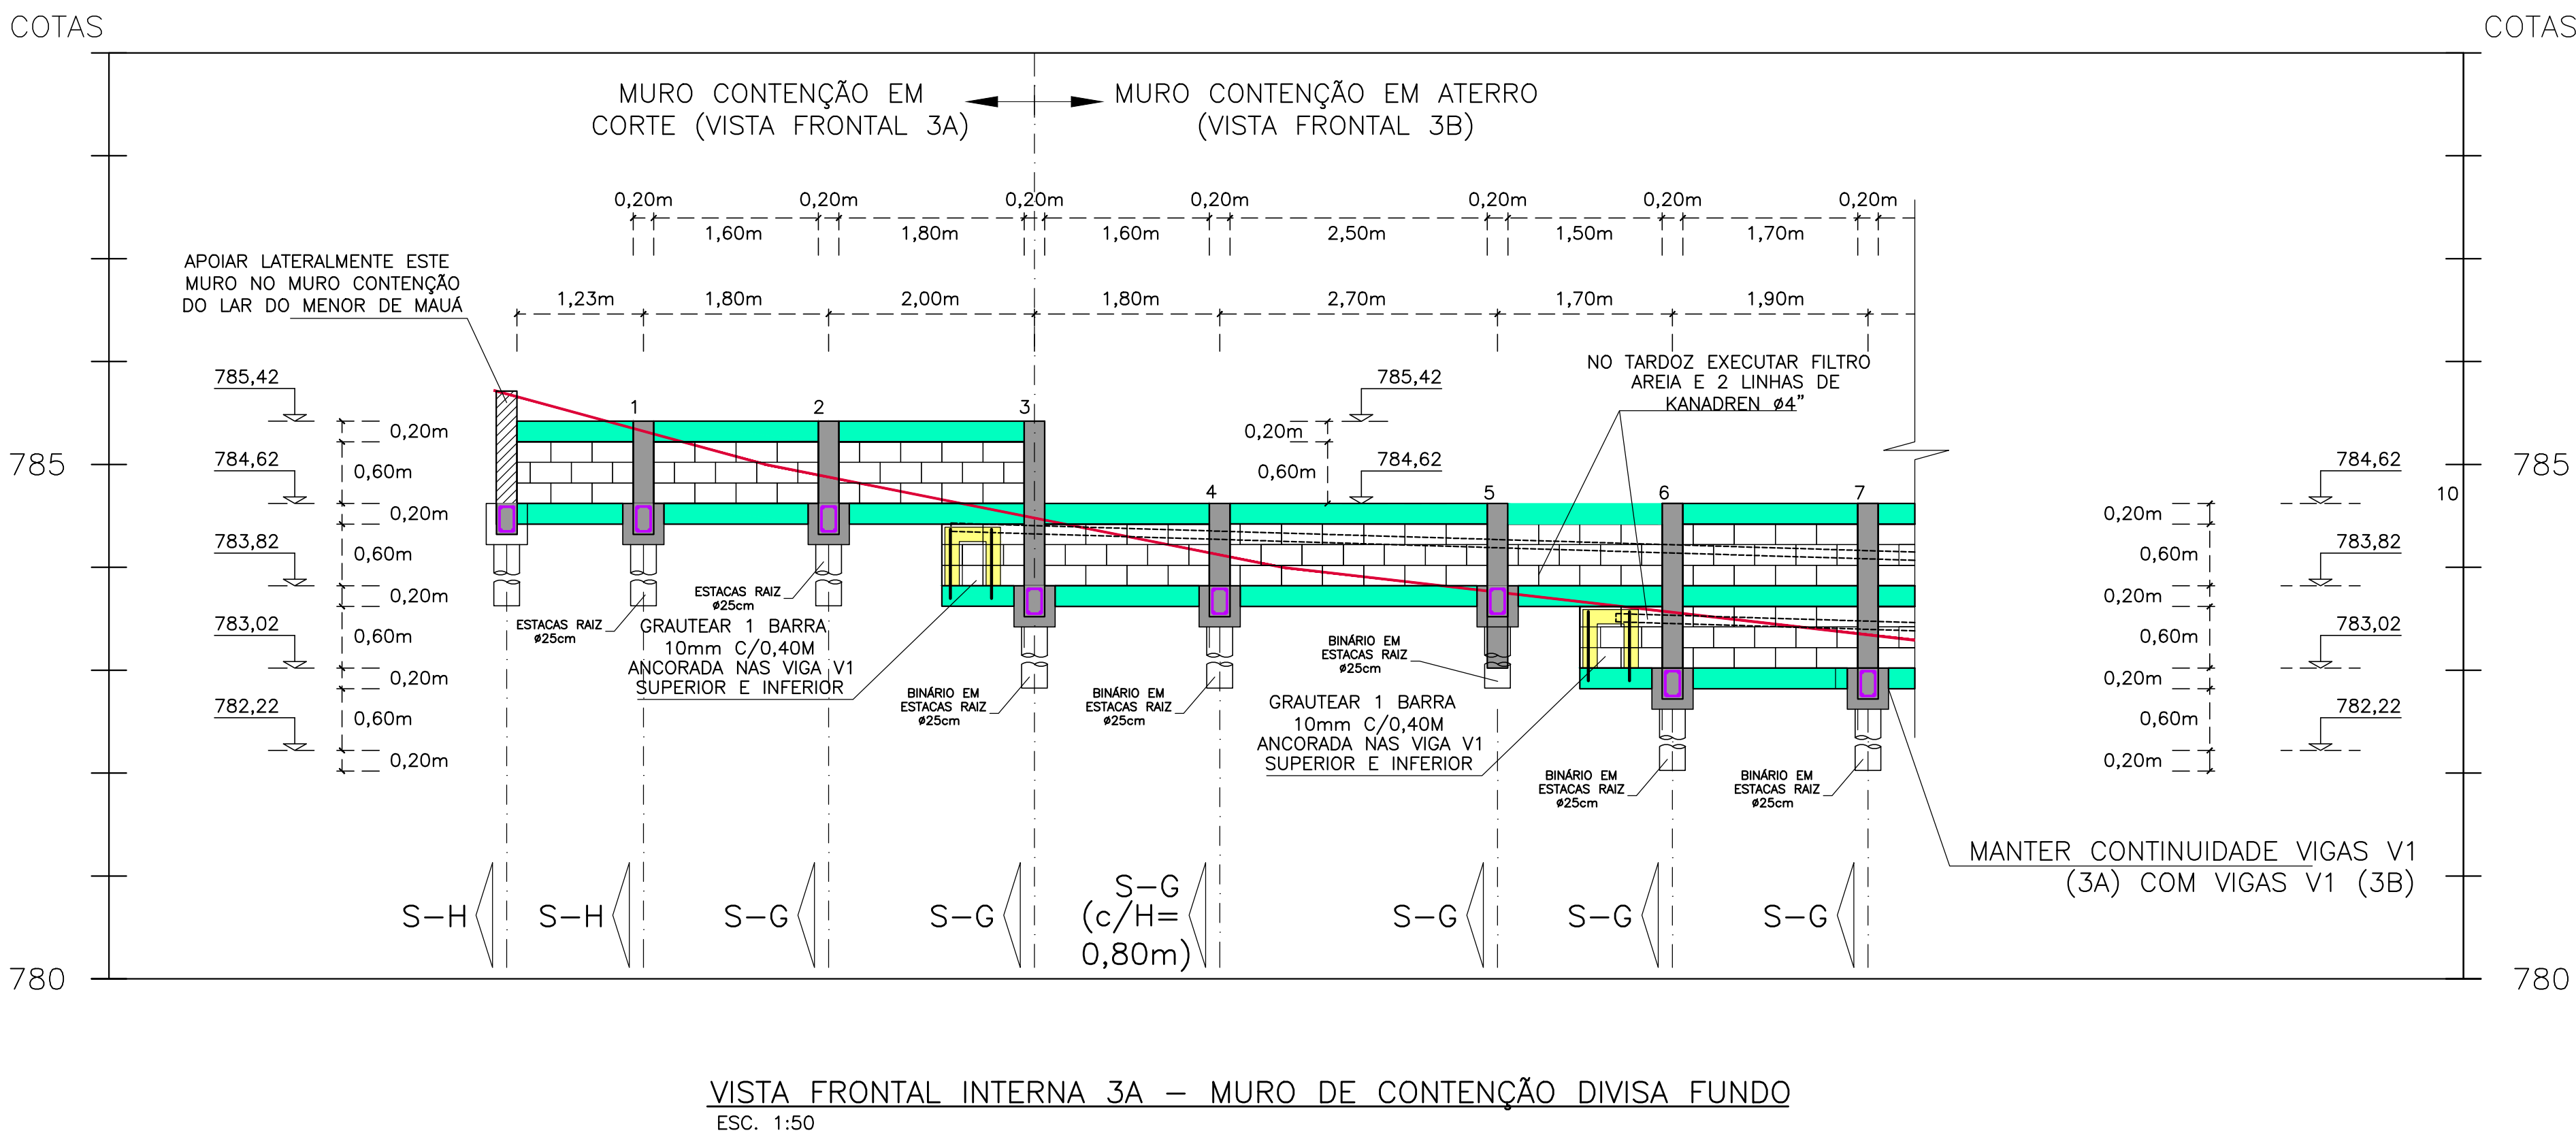 COTAS
COTAS
MURO CONTENÇÃO EM
CORTE (VISTA FRONTAL 3A)
MURO CONTENÇÃO EM ATERRO
(VISTA FRONTAL 3B)
0,20m
0,20m
0,20m
0,20m
0,20m
0,20m
0,20m
1,60m
1,80m
1,60m
2,50m
1,50m
1,70m
APOIAR LATERALMENTE ESTE
MURO NO MURO CONTENÇÃO
DO LAR DO MENOR DE MAUÁ
1,23m
1,80m
2,00m
1,80m
2,70m
1,70m
1,90m
NO TARDOZ EXECUTAR FILTRO
AREIA E 2 LINHAS DE
KANADREN ø4"
785,42
784,62
783,82
783,02
782,22
0,20m
0,60m
0,20m
0,60m
0,20m
0,60m
0,20m
0,60m
0,20m
785,42
0,20m
0,60m
784,62
1
2
3
4
5
6
7
785
785
784,62
783,82
783,02
782,22
10
0,20m
0,60m
0,20m
0,60m
0,20m
0,60m
0,20m
ESTACAS RAIZ
ø25cm
ESTACAS RAIZ
ø25cm
GRAUTEAR 1 BARRA
10mm C/0,40M
ANCORADA NAS VIGA V1
SUPERIOR E INFERIOR
BINÁRIO EM
ESTACAS RAIZ
ø25cm
BINÁRIO EM
ESTACAS RAIZ
ø25cm
BINÁRIO EM
ESTACAS RAIZ
ø25cm
GRAUTEAR 1 BARRA
10mm C/0,40M
ANCORADA NAS VIGA V1
SUPERIOR E INFERIOR
BINÁRIO EM
ESTACAS RAIZ
ø25cm
BINÁRIO EM
ESTACAS RAIZ
ø25cm
MANTER CONTINUIDADE VIGAS V1
(3A) COM VIGAS V1 (3B)
S-H
S-H
S-G
S-G
S-G
(c/H=
0,80m)
S-G
S-G
S-G
780
780
VISTA FRONTAL INTERNA 3A - MURO DE CONTENÇÃO DIVISA FUNDO
ESC. 1:50